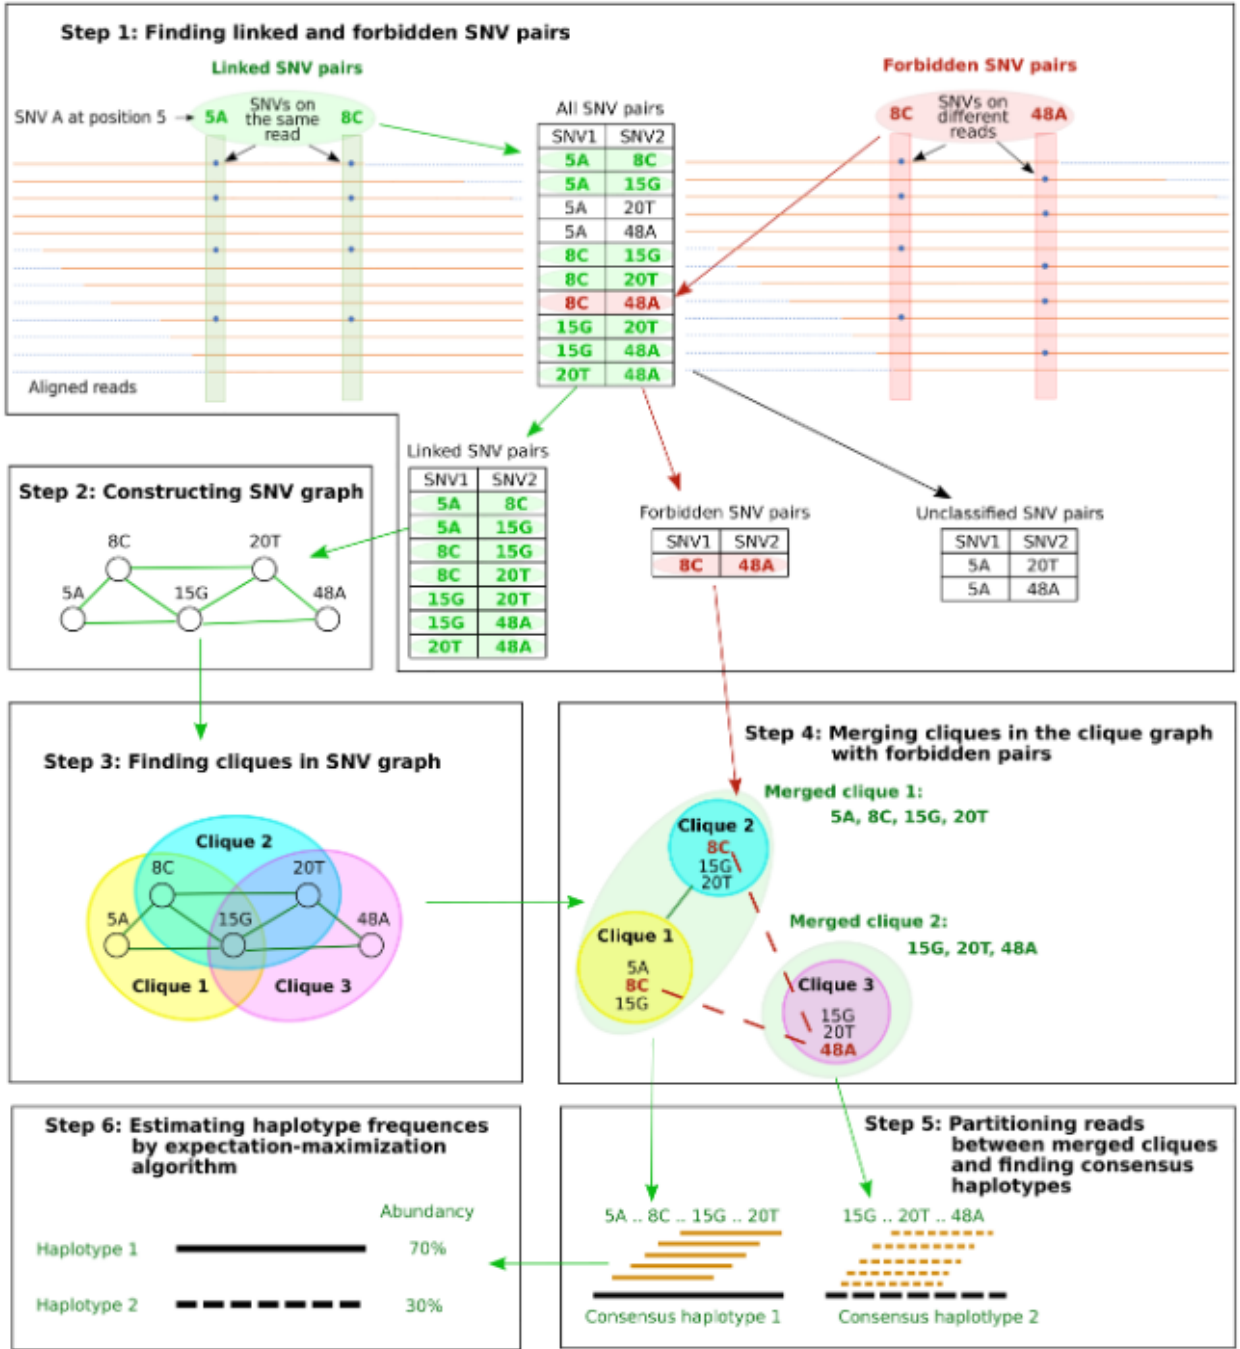 Step 1: Finding linked and forbidden SNV pairs
Linked SNV pairs
SNV A at position 5
5A
SNVs on
the same
read
8C
All SNV pairs
SNV1 SNV2
5A 8C
5A 15G
5A 20T
5A 48A
8C 15G
8C 20T
8C 48A
15G 20T
15G 48A
20T 48A
Forbidden SNV pairs
8C
SNVs on
different
reads
48A
Aligned reads
Linked SNV pairs
SNV1 SNV2
5A 8C
5A 15G
8C 15G
8C 20T
15G 20T
15G 48A
20T 48A
Forbidden SNV pairs
SNV1 SNV2
8C 48A
Unclassified SNV pairs
SNV1 SNV2
5A 20T
5A 48A
Step 2: Constructing SNV graph
8C 20T
5A 15G 48A
Step 3: Finding cliques in SNV graph
Clique 2
8C 20T
5A 15G 48A
Clique 1 Clique 3
Step 4: Merging cliques in the clique graph
with forbidden pairs
Merged clique 1:
5A, 8C, 15G, 20T
Clique 2
8C
15G
20T
Clique 1
5A
8C
15G
Merged clique 2:
15G, 20T, 48A
Clique 3
15G
20T
48A
Step 6: Estimating haplotype frequences
by expectation-maximization
algorithm
Abundancy
Haplotype 1 70%
Haplotype 2 30%
Step 5: Partitioning reads
between merged cliques
and finding consensus
haplotypes
5A .. 8C .. 15G .. 20T
15G .. 20T .. 48A
Consensus haplotype 1
Consensus haplotlype 2